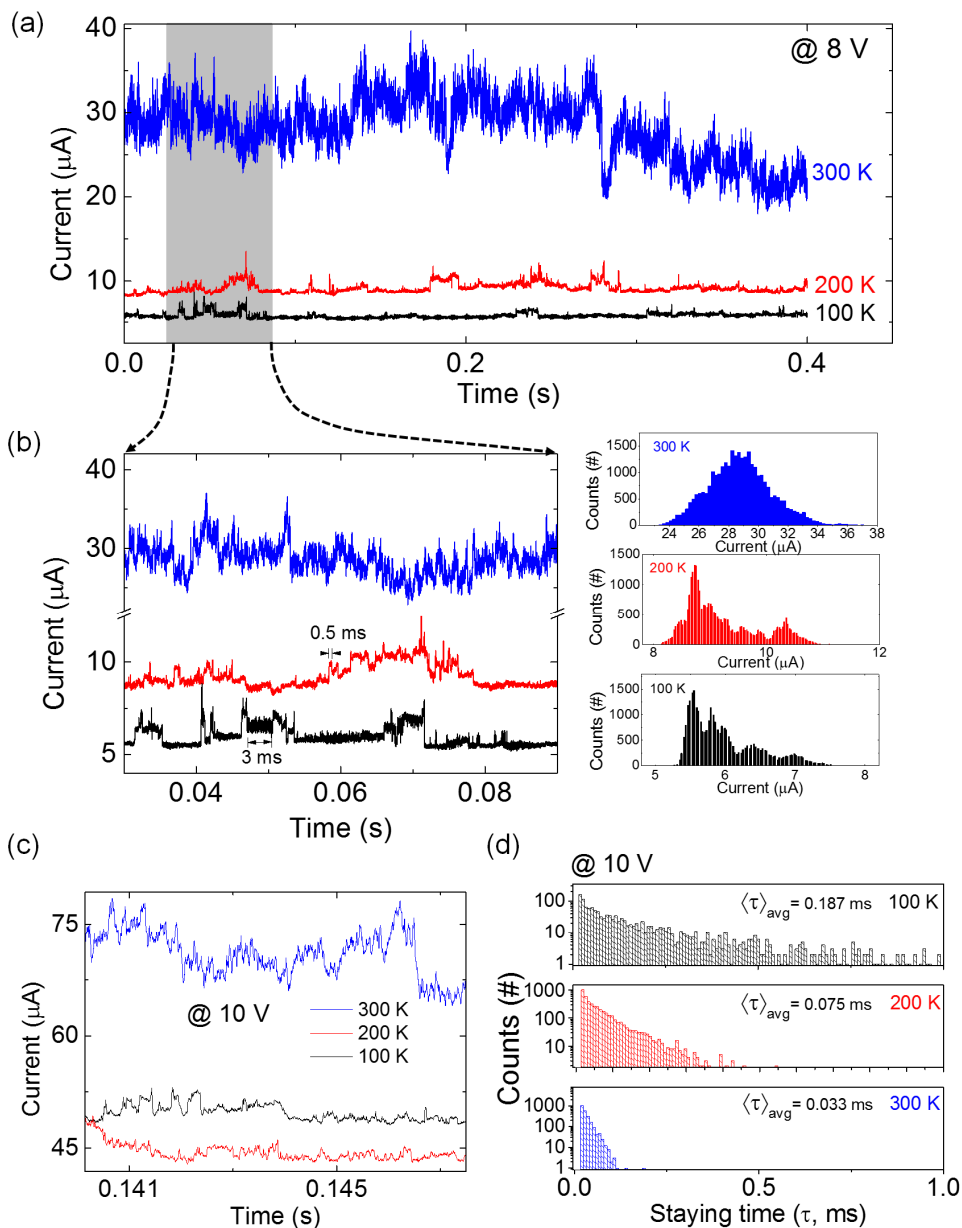 (a)
@ 8 V
40
30
20
10
Current (μA)
300 K
200 K
100 K
0.0
0.2
0.4
Time (s)
(b)
40
30
10
5
Current (μA)
0.5 ms
3 ms
0.04
0.06
0.08
Time (s)
300 K
1500
1000
500
0
Counts (#)
24 26 28 30 32 34 36 38
Current (μA)
200 K
1500
1000
500
0
Counts (#)
8 9 10 12
Current (μA)
100 K
1500
1000
500
0
Counts (#)
5 6 7 8
Current (μA)
(c)
75
60
45
Current (μA)
@ 10 V
300 K
200 K
100 K
0.141
0.145
Time (s)
(d)
@ 10 V
100
10
1
⟨τ⟩avg = 0.187 ms
100 K
1000
100
10
⟨τ⟩avg = 0.075 ms
200 K
1000
100
10
1
⟨τ⟩avg = 0.033 ms
300 K
Counts (#)
0.0
0.5
1.0
Staying time (τ, ms)